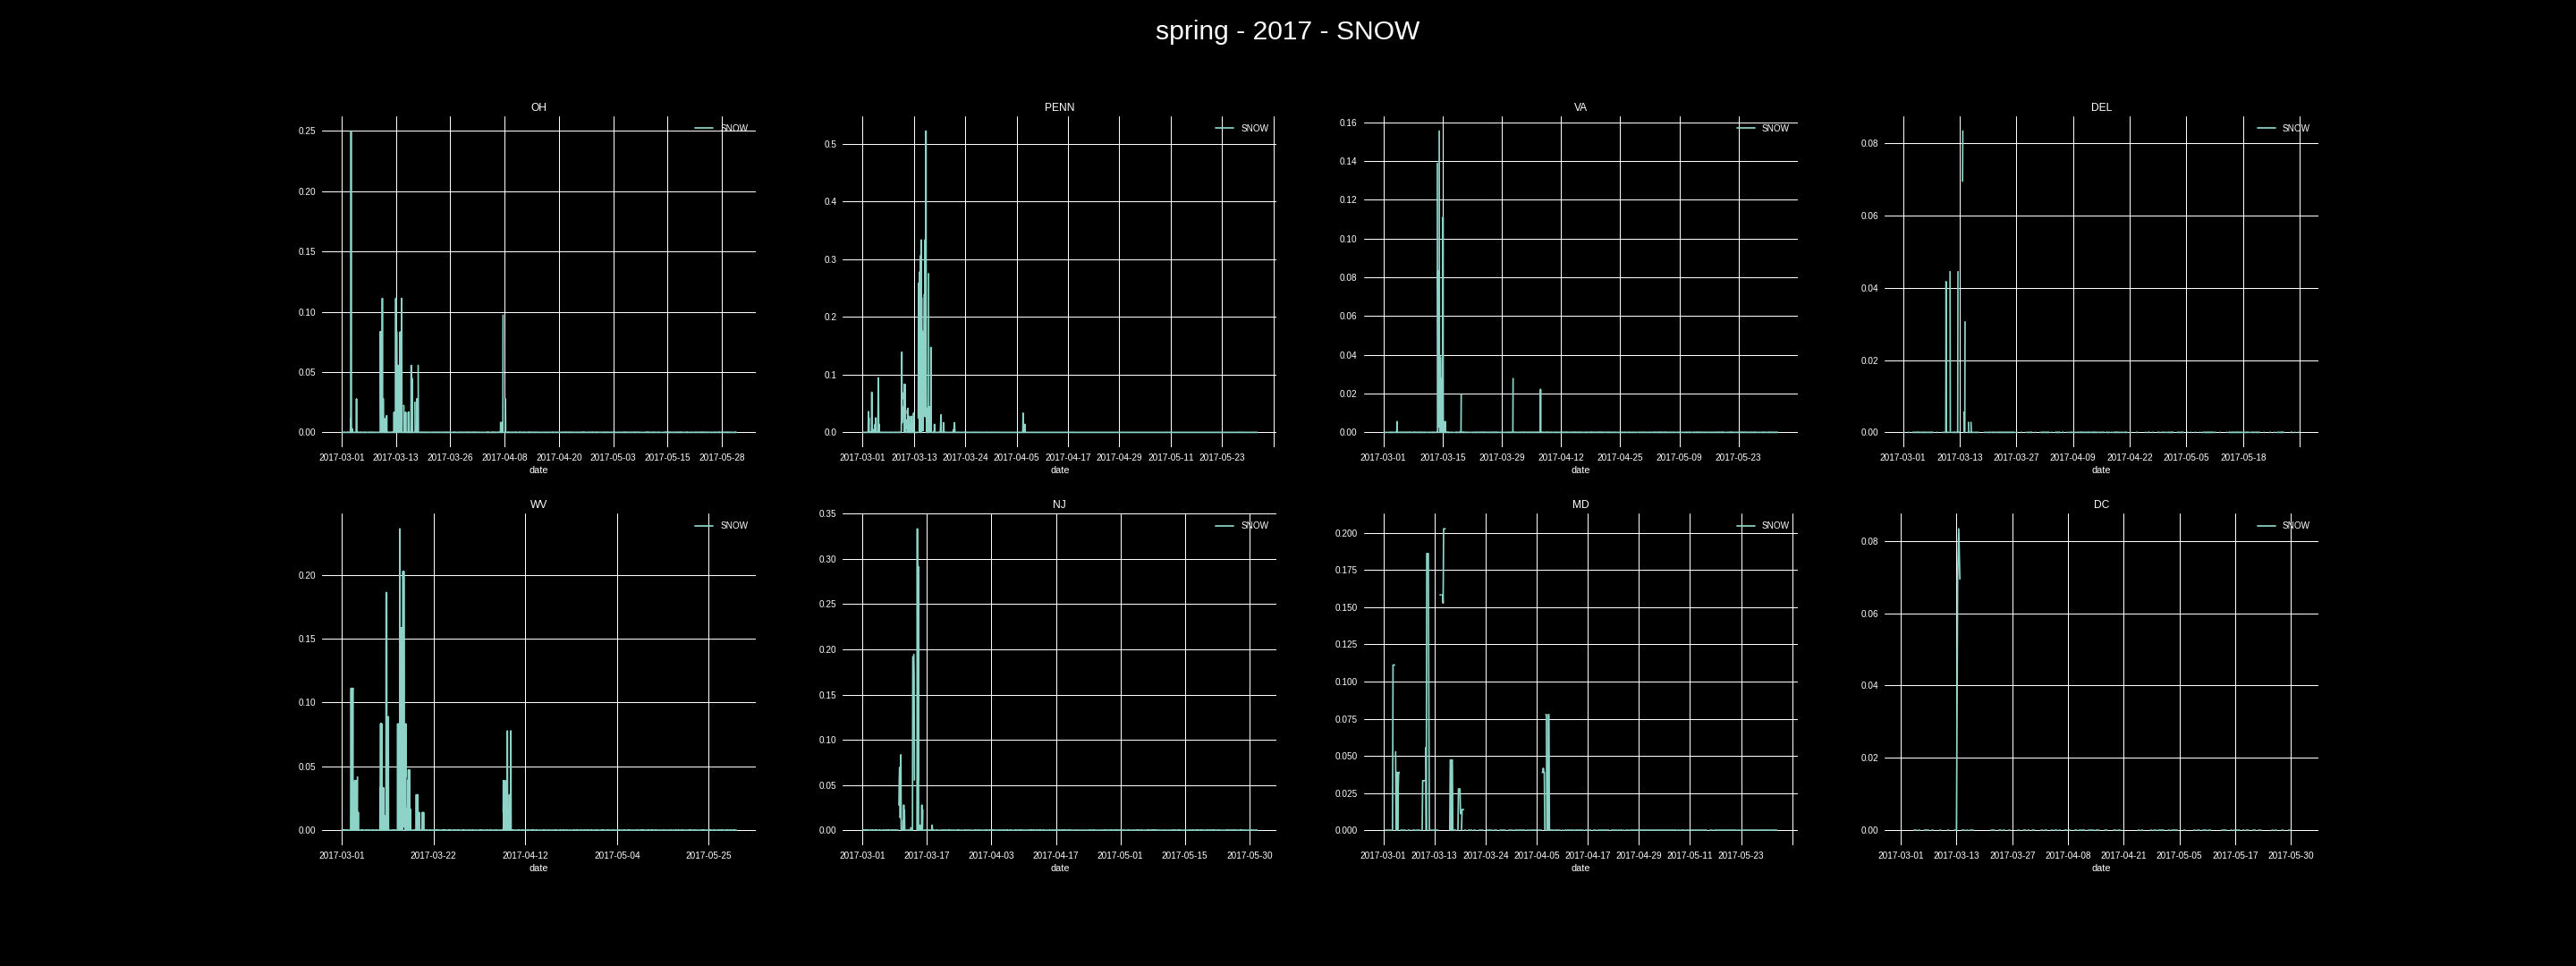 spring - 2017 - SNOW
OH
SNOW
0.25
0.20
0.15
0.10
0.05
0.00
2017-03-01 2017-03-13 2017-03-26 2017-04-08 2017-04-20 2017-05-03 2017-05-15 2017-05-28
date
PENN
SNOW
0.5
0.4
0.3
0.2
0.1
0.0
2017-03-01 2017-03-13 2017-03-24 2017-04-05 2017-04-17 2017-04-29 2017-05-11 2017-05-23
date
VA
SNOW
0.16
0.14
0.12
0.10
0.08
0.06
0.04
0.02
0.00
2017-03-01 2017-03-15 2017-03-29 2017-04-12 2017-04-25 2017-05-09 2017-05-23
date
DEL
SNOW
0.08
0.06
0.04
0.02
0.00
2017-03-01 2017-03-13 2017-03-27 2017-04-09 2017-04-22 2017-05-05 2017-05-18
date
WV
SNOW
0.20
0.15
0.10
0.05
0.00
2017-03-01 2017-03-22 2017-04-12 2017-05-04 2017-05-25
date
NJ
SNOW
0.35
0.30
0.25
0.20
0.15
0.10
0.05
0.00
2017-03-01 2017-03-17 2017-04-03 2017-04-17 2017-05-01 2017-05-15 2017-05-30
date
MD
SNOW
0.200
0.175
0.150
0.125
0.100
0.075
0.050
0.025
0.000
2017-03-01 2017-03-13 2017-03-24 2017-04-05 2017-04-17 2017-04-29 2017-05-11 2017-05-23
date
DC
SNOW
0.08
0.06
0.04
0.02
0.00
2017-03-01 2017-03-13 2017-03-27 2017-04-08 2017-04-21 2017-05-05 2017-05-17 2017-05-30
date